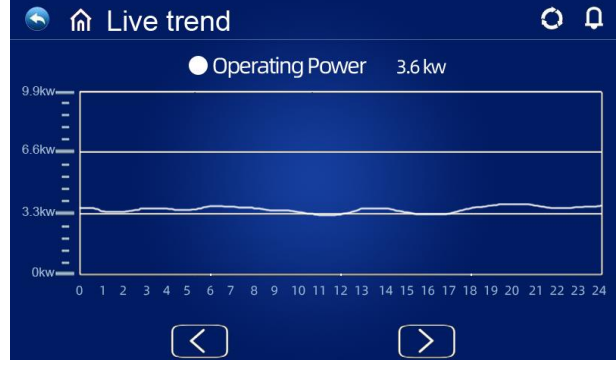 Live trend
Operating Power 3.6 kw
9.9kw
6.6kw
3.3kw
0kw
0 1 2 3 4 5 6 7 8 9 10 11 12 13 14 15 16 17 18 19 20 21 22 23 24